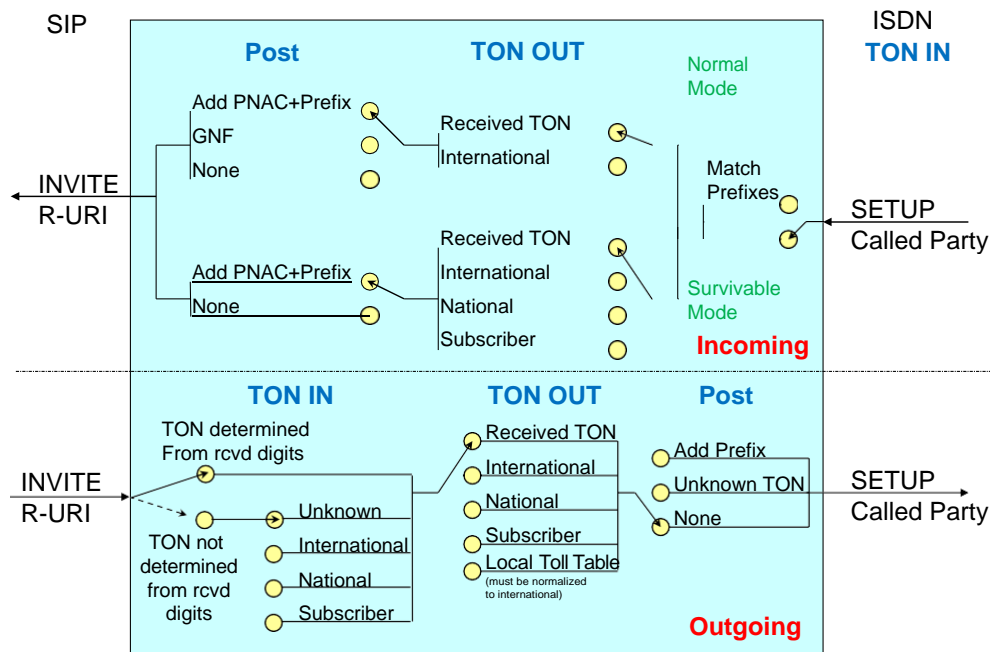 SIP
ISDN
Post
TON OUT
TON IN
Normal
Mode
Add PNAC+Prefix
GNF
None
Received TON
International
Match
Prefixes
INVITE
R-URI
SETUP
Called Party
Add PNAC+Prefix
None
Received TON
International
National
Subscriber
Survivable
Mode
Incoming
TON IN
TON OUT
Post
TON determined
From rcvd digits
Received TON
International
National
Subscriber
Local Toll Table
(must be normalized
to international)
Add Prefix
Unknown TON
None
INVITE
R-URI
SETUP
Called Party
TON not
determined
from rcvd
digits
Unknown
International
National
Subscriber
Outgoing